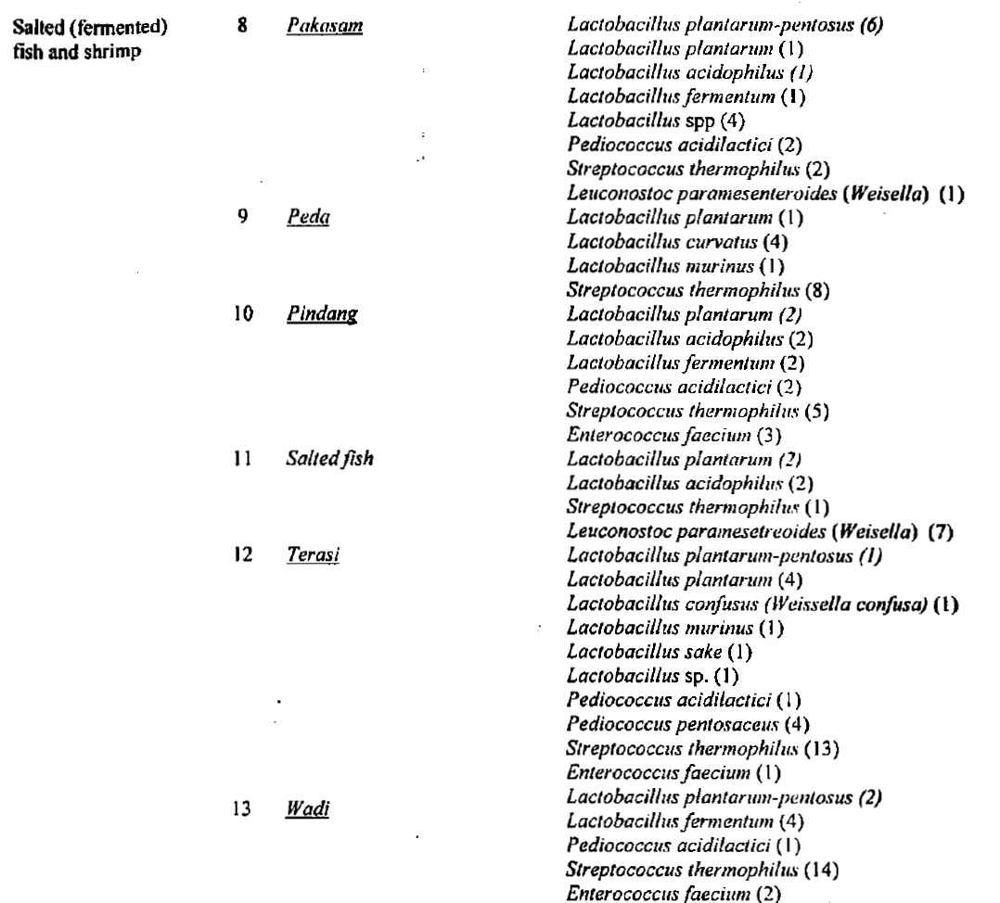 Salted (fermented) 8 Pakasam Lactobacillus plantarum-pentosus (6)
fish and shrimp Lactobacillus plantarum (1)
Lactobacillus acidophilus (1)
Lactobacillus fermentum (1)
Lactobacillus spp (4)
Pediococcus acidilactici (2)
Streptococcus thermophilus (2)
Leuconostoc paramesenteroides (Weisella) (1)
9 Peda Lactobacillus plantarum (1)
Lactobacillus curvatus (4)
Lactobacillus murinus (1)
Streptococcus thermophilus (8)
10 Pindang Lactobacillus plantarum (2)
Lactobacillus acidophilus (2)
Lactobacillus fermentum (2)
Pediococcus acidilactici (2)
Streptococcus thermophilus (5)
Enterococcus faecium (3)
11 Salted fish Lactobacillus plantarum (2)
Lactobacillus acidophilus (2)
Streptococcus thermophilus (1)
Leuconostoc paramesetreoides (Weisella) (7)
12 Terasi Lactobacillus plantarum-pentosus (1)
Lactobacillus plantarum (4)
Lactobacillus confusus (Weissella confusa) (1)
Lactobacillus murinus (1)
Lactobacillus sake (1)
Lactobacillus sp. (1)
Pediococcus acidilactici (1)
Pediococcus pentosaceus (4)
Streptococcus thermophilus (13)
Enterococcus faecium (1)
13 Wadi Lactobacillus plantarum-pentosus (2)
Lactobacillus fermentum (4)
Pediococcus acidilactici (1)
Streptococcus thermophilus (14)
Enterococcus faecium (2)